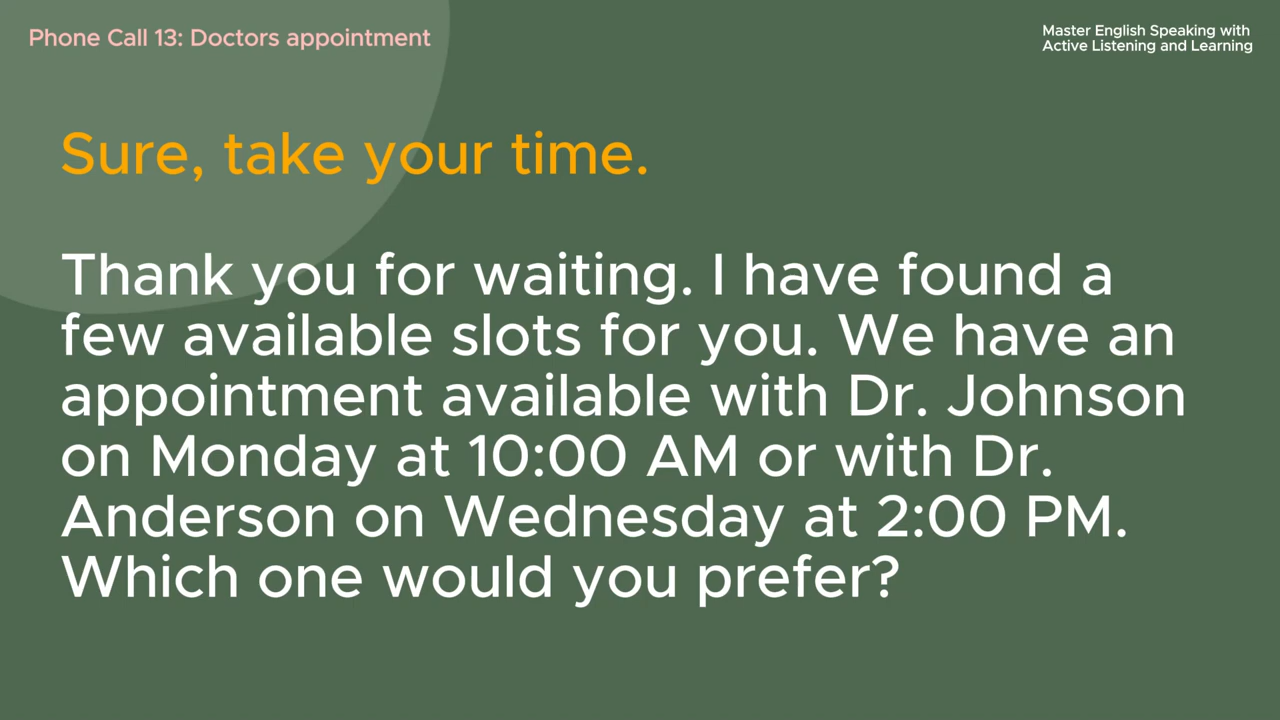 Phone Call 13: Doctors appointment
Master English Speaking with
Active Listening and Learning
Sure, take your time.
Thank you for waiting. I have found a
few available slots for you. We have an
appointment available with Dr. Johnson
on Monday at 10:00 AM or with Dr.
Anderson on Wednesday at 2:00 PM.
Which one would you prefer?